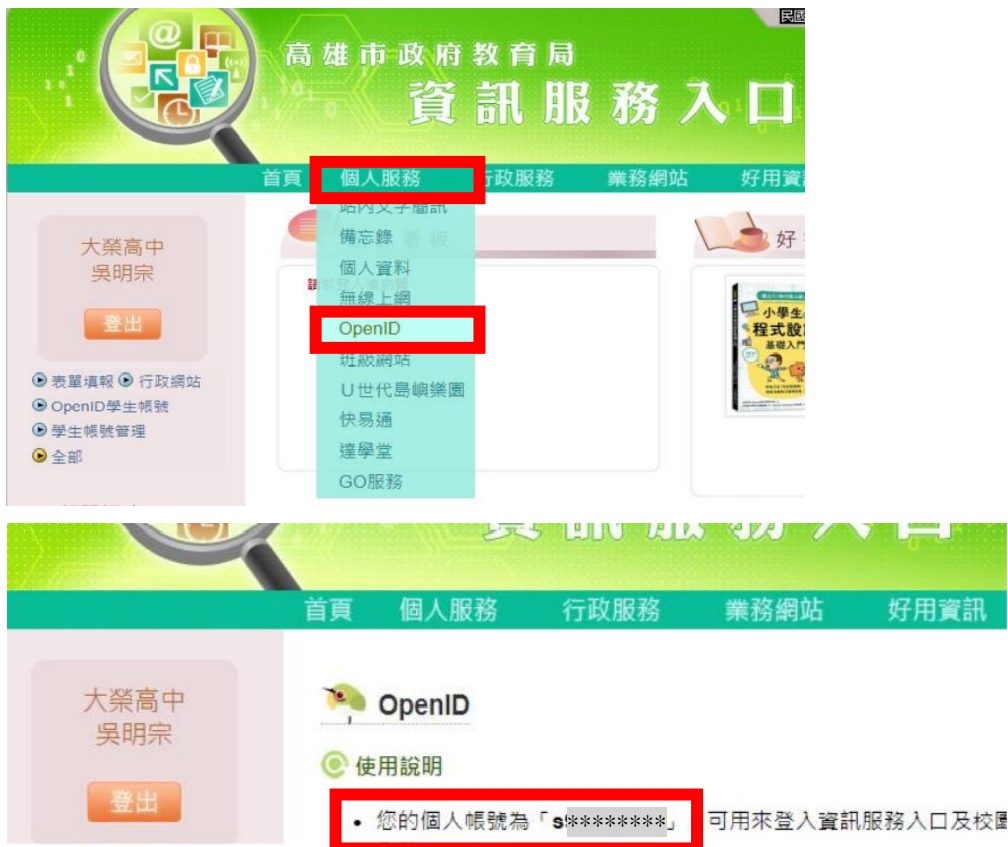 民國
高雄市政府教育局
資訊服務入口
首頁 個人服務 行政服務 業務網站 好用資訊
大榮高中
吳明宗
登出
表單填報 行政網站
OpenID學生帳號
學生帳號管理
全部
站內文字簡訊
備忘錄
個人資料
無線上網
OpenID
班級網站
U世代島嶼樂園
快易通
達學堂
GO服務
看板
好
小學生
程式設
基礎入門
資訊服務入口
首頁 個人服務 行政服務 業務網站 好用資訊
大榮高中
吳明宗
登出
OpenID
使用說明
• 您的個人帳號為「s*********」 可用來登入資訊服務入口及校園